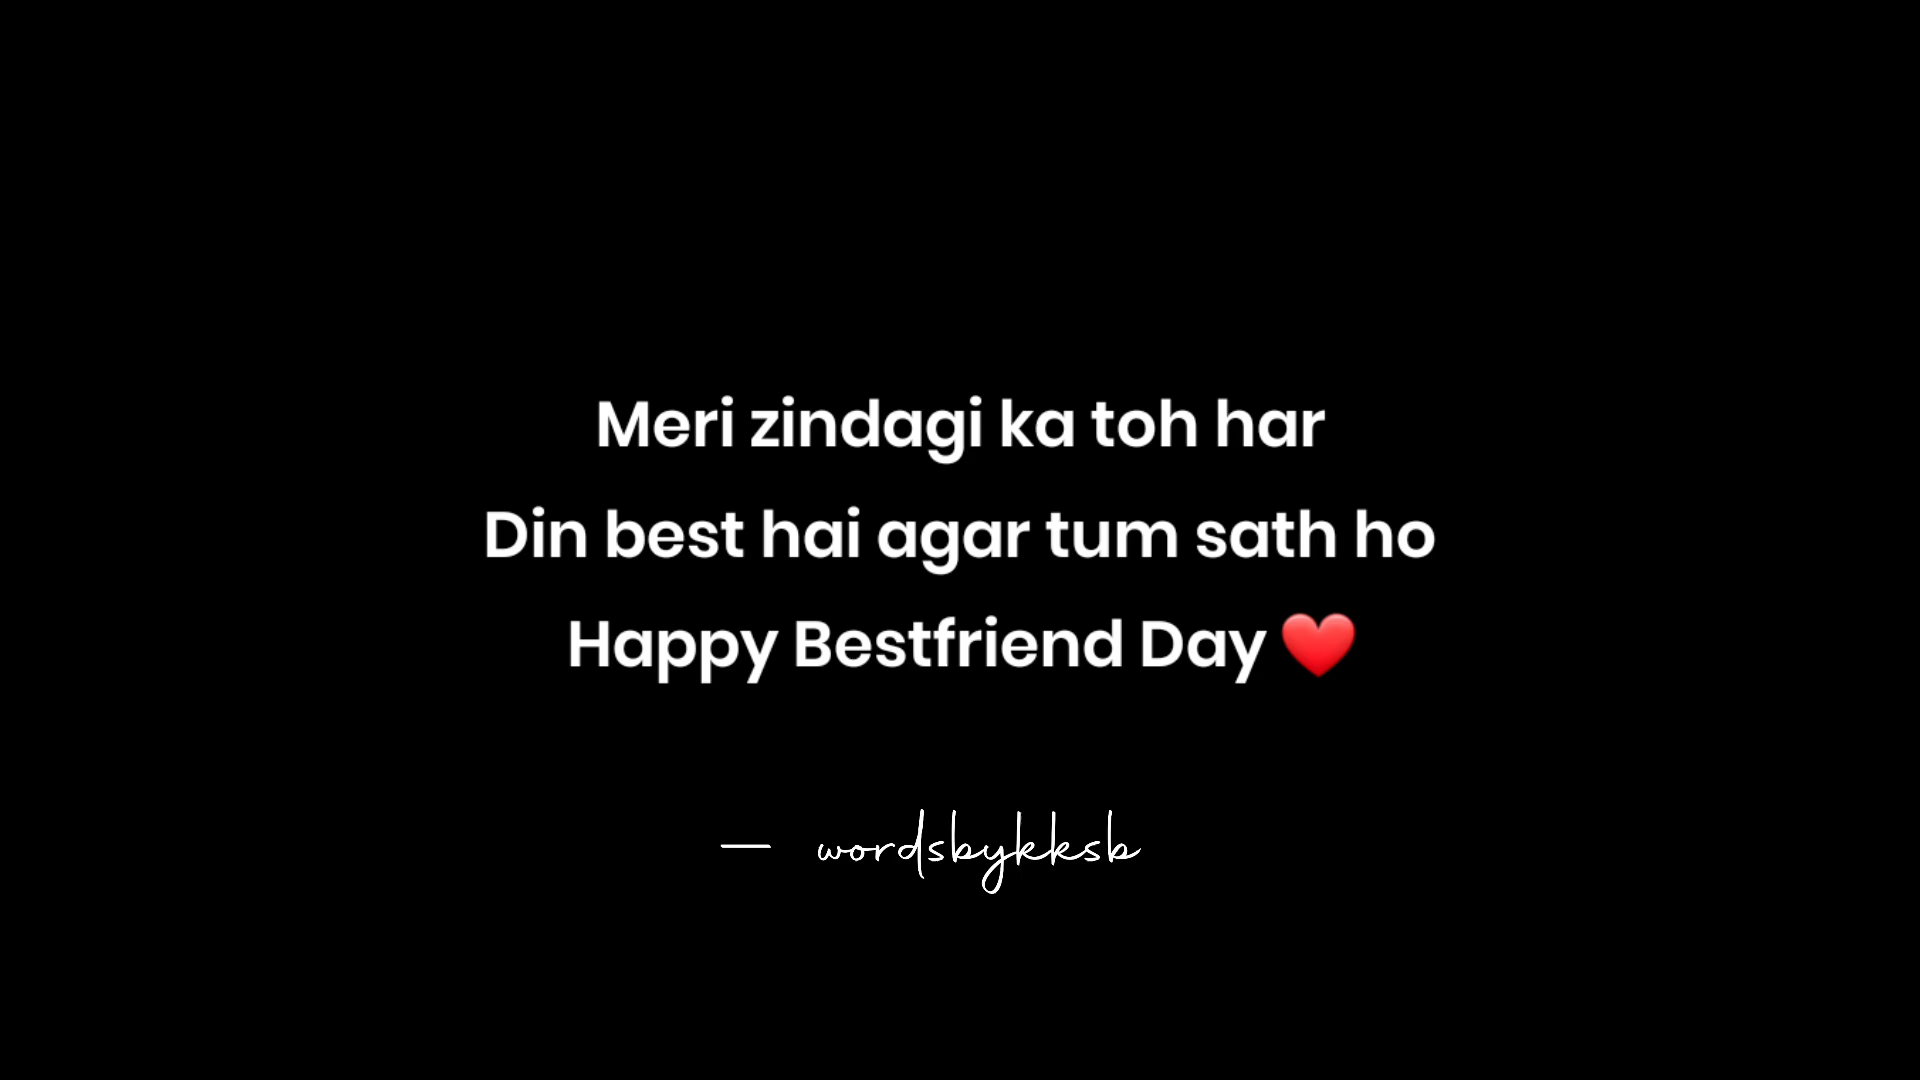 Meri zindagi ka toh har
Din best hai agar tum sath ho
Happy Bestfriend Day ❤️
— wordsbykksb